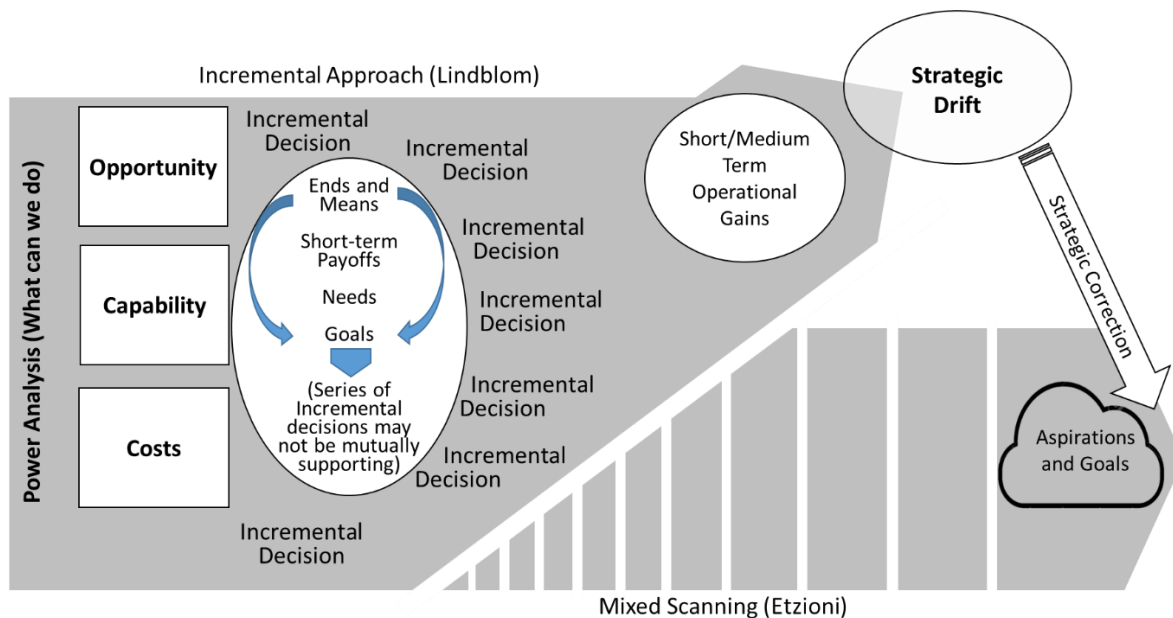 Incremental Approach (Lindblom)
Power Analysis (What can we do)
Opportunity
Capability
Costs
Incremental
Decision
Incremental
Decision
Incremental
Decision
Incremental
Decision
Incremental
Decision
Incremental
Decision
Incremental
Decision
Ends and
Means
Short-term
Payoffs
Needs
Goals
(Series of
Incremental
decisions may
not be mutually
supporting)
Short/Medium
Term
Operational
Gains
Strategic
Drift
Strategic Correction
Aspirations
and Goals
Mixed Scanning (Etzioni)